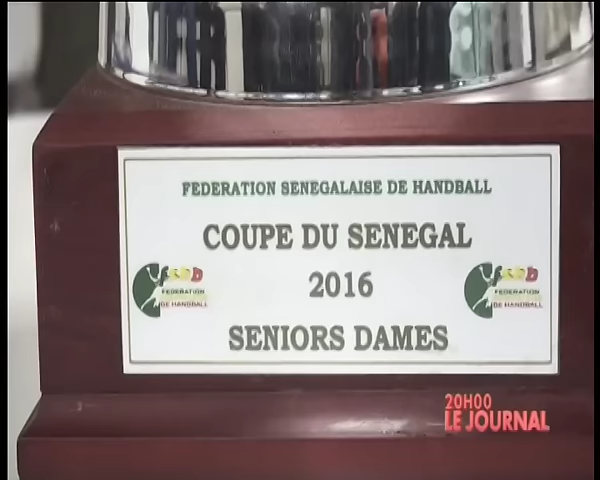 FEDERATION SENEGALAISE DE HANDBALL
COUPE DU SENEGAL
2016
FEDERATION
DE HANDBALL
FEDERATION
DE HANDBALL
SENIORS DAMES
20H00
LE JOURNAL